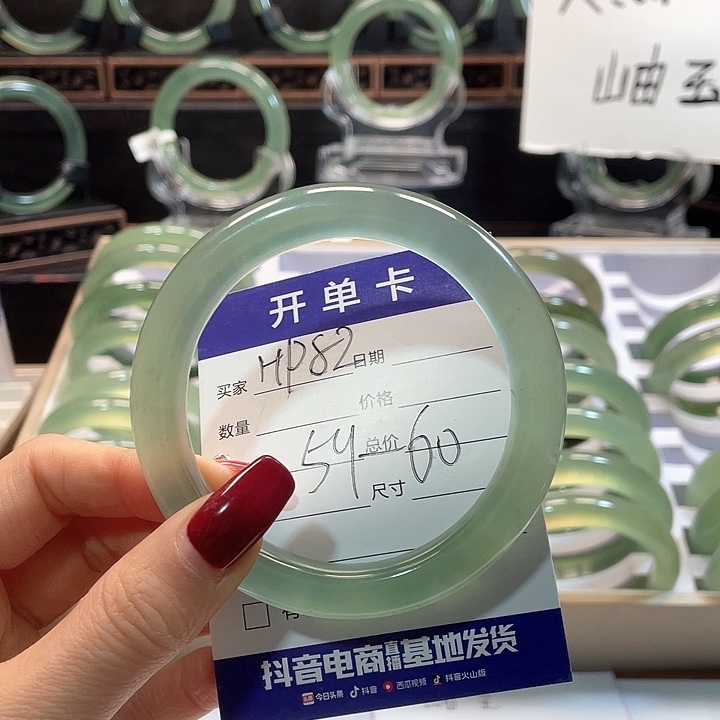 岫玉
开单卡
买家 HP82 日期
数量 价格
54-60 总价
尺寸
抖音电商直播基地发货
今日头条 抖音 西瓜视频 抖音火山版